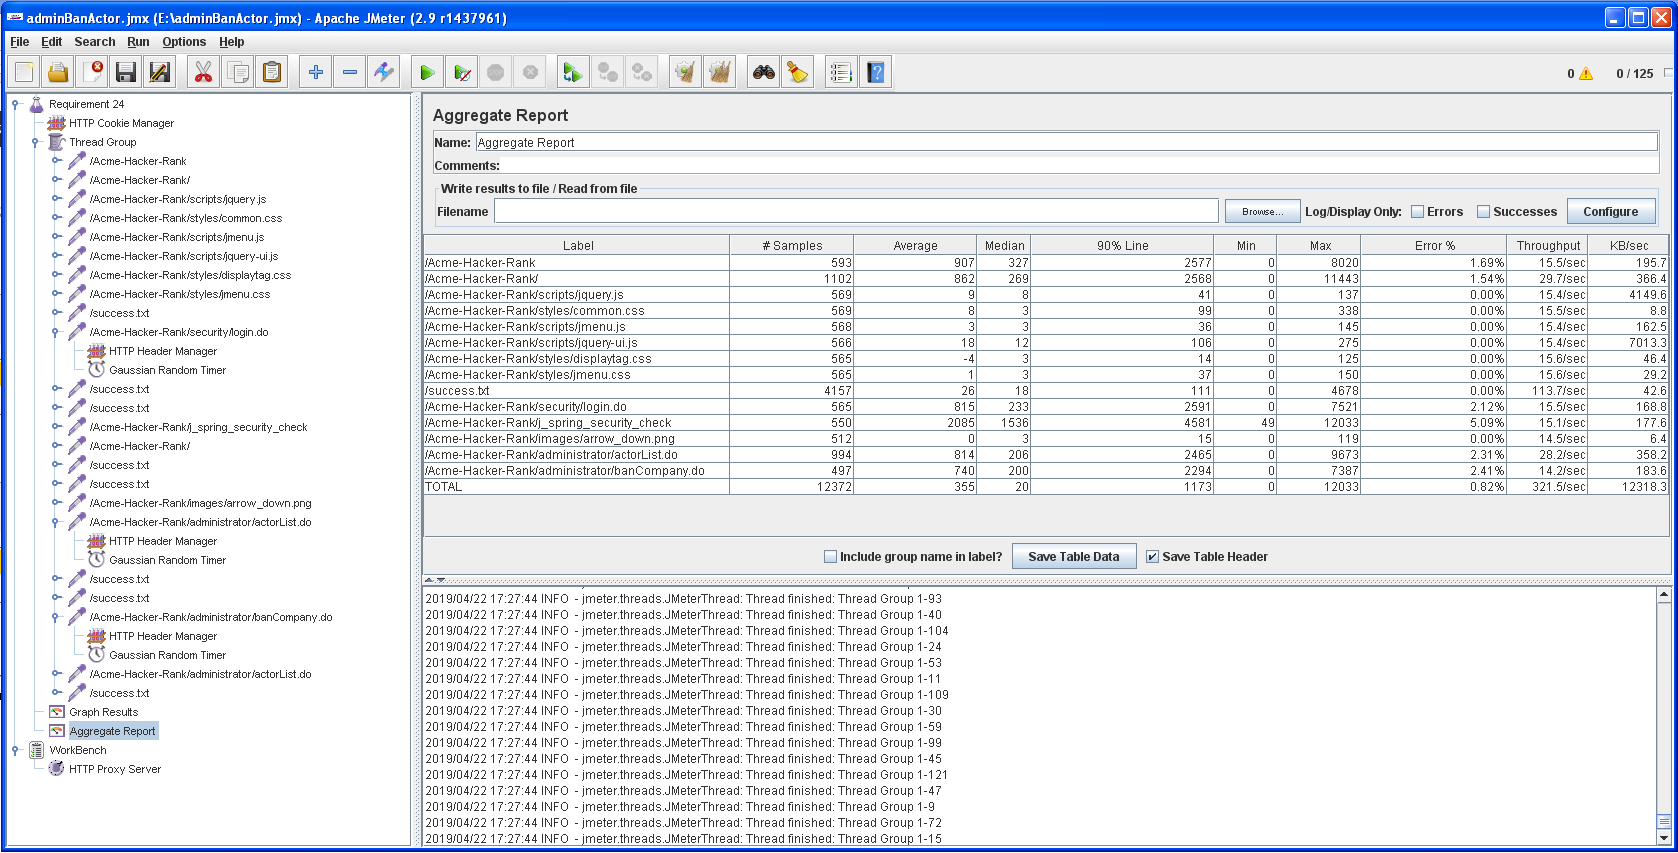 adminBanActor.jmx (E:\adminBanActor.jmx) - Apache JMeter (2.9 r1437961)
File Edit Search Run Options Help
0 0 / 125
Requirement 24
HTTP Cookie Manager
Thread Group
/Acme-Hacker-Rank
/Acme-Hacker-Rank/
/Acme-Hacker-Rank/scripts/jquery.js
/Acme-Hacker-Rank/styles/common.css
/Acme-Hacker-Rank/scripts/jmenu.js
/Acme-Hacker-Rank/scripts/jquery-ui.js
/Acme-Hacker-Rank/styles/displaytag.css
/Acme-Hacker-Rank/styles/jmenu.css
/success.txt
/Acme-Hacker-Rank/security/login.do
HTTP Header Manager
Gaussian Random Timer
/success.txt
/success.txt
/Acme-Hacker-Rank/j_spring_security_check
/Acme-Hacker-Rank/
/success.txt
/success.txt
/Acme-Hacker-Rank/images/arrow_down.png
/Acme-Hacker-Rank/administrator/actorList.do
HTTP Header Manager
Gaussian Random Timer
/success.txt
/success.txt
/Acme-Hacker-Rank/administrator/banCompany.do
HTTP Header Manager
Gaussian Random Timer
/Acme-Hacker-Rank/administrator/actorList.do
/success.txt
Graph Results
Aggregate Report
WorkBench
HTTP Proxy Server
Aggregate Report
Name: Aggregate Report
Comments:
Write results to file / Read from file
Filename Browse... Log/Display Only: Errors Successes Configure
Label # Samples Average Median 90% Line Min Max Error % Throughput KB/sec
/Acme-Hacker-Rank 593 907 327 2577 0 8020 1.69% 15.5/sec 195.7
/Acme-Hacker-Rank/ 1102 862 269 2568 0 11443 1.54% 29.7/sec 366.4
/Acme-Hacker-Rank/scripts/jquery.js 569 9 8 41 0 137 0.00% 15.4/sec 4149.6
/Acme-Hacker-Rank/styles/common.css 569 8 3 99 0 338 0.00% 15.5/sec 8.8
/Acme-Hacker-Rank/scripts/jmenu.js 568 3 3 36 0 145 0.00% 15.4/sec 162.5
/Acme-Hacker-Rank/scripts/jquery-ui.js 566 18 12 106 0 275 0.00% 15.4/sec 7013.3
/Acme-Hacker-Rank/styles/displaytag.css 565 -4 3 14 0 125 0.00% 15.6/sec 46.4
/Acme-Hacker-Rank/styles/jmenu.css 565 1 3 37 0 150 0.00% 15.6/sec 29.2
/success.txt 4157 26 18 111 0 4678 0.00% 113.7/sec 42.6
/Acme-Hacker-Rank/security/login.do 565 815 233 2591 0 7521 2.12% 15.5/sec 168.8
/Acme-Hacker-Rank/j_spring_security_check 550 2085 1536 4581 49 12033 5.09% 15.1/sec 177.6
/Acme-Hacker-Rank/images/arrow_down.png 512 0 3 15 0 119 0.00% 14.5/sec 6.4
/Acme-Hacker-Rank/administrator/actorList.do 994 814 206 2465 0 9673 2.31% 28.2/sec 358.2
/Acme-Hacker-Rank/administrator/banCompany.do 497 740 200 2294 0 7387 2.41% 14.2/sec 183.6
TOTAL 12372 355 20 1173 0 12033 0.82% 321.5/sec 12318.3
Include group name in label? Save Table Data Save Table Header
2019/04/22 17:27:44 INFO - jmeter.threads.JMeterThread: Thread finished: Thread Group 1-93
2019/04/22 17:27:44 INFO - jmeter.threads.JMeterThread: Thread finished: Thread Group 1-40
2019/04/22 17:27:44 INFO - jmeter.threads.JMeterThread: Thread finished: Thread Group 1-104
2019/04/22 17:27:44 INFO - jmeter.threads.JMeterThread: Thread finished: Thread Group 1-24
2019/04/22 17:27:44 INFO - jmeter.threads.JMeterThread: Thread finished: Thread Group 1-53
2019/04/22 17:27:44 INFO - jmeter.threads.JMeterThread: Thread finished: Thread Group 1-11
2019/04/22 17:27:44 INFO - jmeter.threads.JMeterThread: Thread finished: Thread Group 1-109
2019/04/22 17:27:44 INFO - jmeter.threads.JMeterThread: Thread finished: Thread Group 1-30
2019/04/22 17:27:44 INFO - jmeter.threads.JMeterThread: Thread finished: Thread Group 1-59
2019/04/22 17:27:44 INFO - jmeter.threads.JMeterThread: Thread finished: Thread Group 1-99
2019/04/22 17:27:44 INFO - jmeter.threads.JMeterThread: Thread finished: Thread Group 1-45
2019/04/22 17:27:44 INFO - jmeter.threads.JMeterThread: Thread finished: Thread Group 1-121
2019/04/22 17:27:44 INFO - jmeter.threads.JMeterThread: Thread finished: Thread Group 1-47
2019/04/22 17:27:44 INFO - jmeter.threads.JMeterThread: Thread finished: Thread Group 1-9
2019/04/22 17:27:44 INFO - jmeter.threads.JMeterThread: Thread finished: Thread Group 1-72
2019/04/22 17:27:44 INFO - jmeter.threads.JMeterThread: Thread finished: Thread Group 1-15